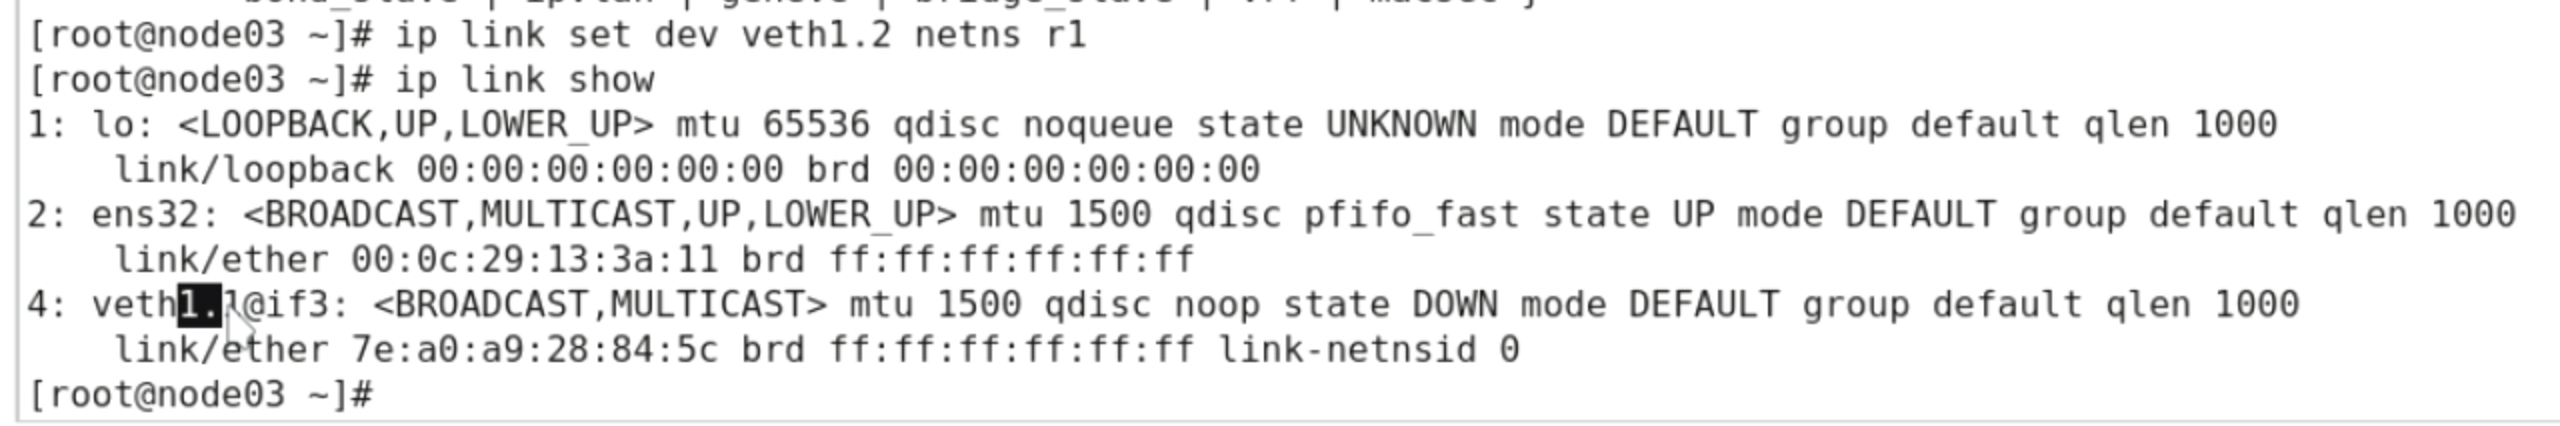 [root@node03 ~]# ip link set dev veth1.2 netns r1
[root@node03 ~]# ip link show
1: lo: <LOOPBACK,UP,LOWER_UP> mtu 65536 qdisc noqueue state UNKNOWN mode DEFAULT group default qlen 1000
    link/loopback 00:00:00:00:00:00 brd 00:00:00:00:00:00
2: ens32: <BROADCAST,MULTICAST,UP,LOWER_UP> mtu 1500 qdisc pfifo_fast state UP mode DEFAULT group default qlen 1000
    link/ether 00:0c:29:13:3a:11 brd ff:ff:ff:ff:ff:ff
4: veth1.1@if3: <BROADCAST,MULTICAST> mtu 1500 qdisc noop state DOWN mode DEFAULT group default qlen 1000
    link/ether 7e:a0:a9:28:84:5c brd ff:ff:ff:ff:ff:ff link-netnsid 0
[root@node03 ~]#